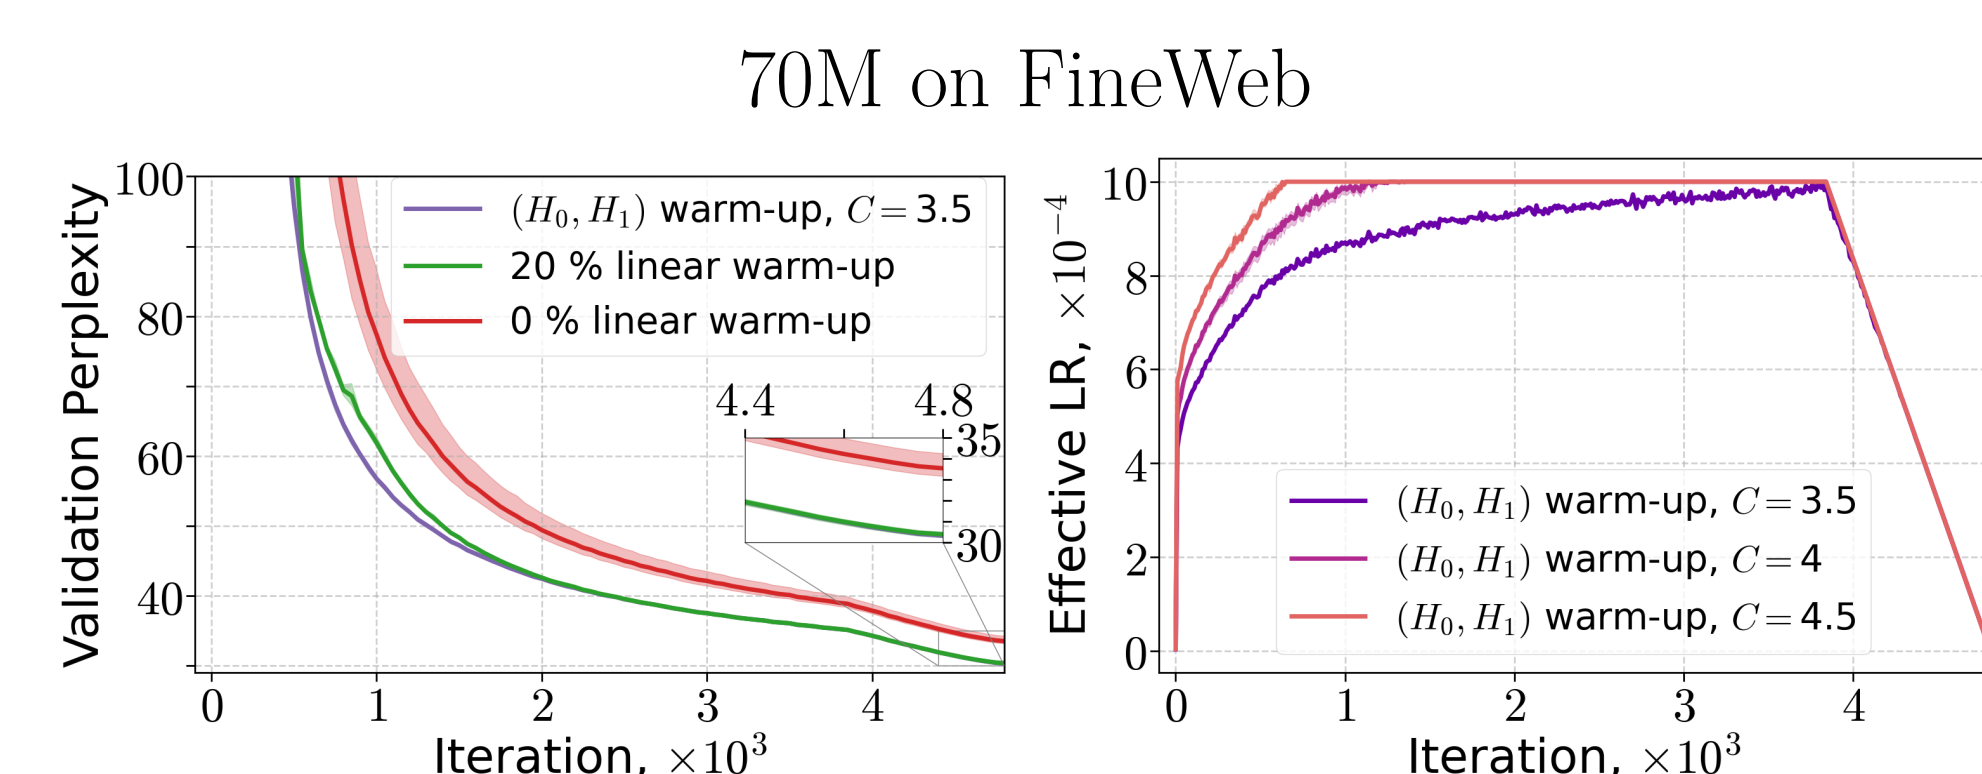 70M on FineWeb
Validation Perplexity
100
80
60
40
(H₀, H₁) warm-up, C = 3.5
20 % linear warm-up
0 % linear warm-up
4.4 4.8
35
30
0 1 2 3 4
Iteration, ×10³
Effective LR, ×10⁻⁴
10
8
6
4
2
0
(H₀, H₁) warm-up, C = 3.5
(H₀, H₁) warm-up, C = 4
(H₀, H₁) warm-up, C = 4.5
0 1 2 3 4
Iteration, ×10³